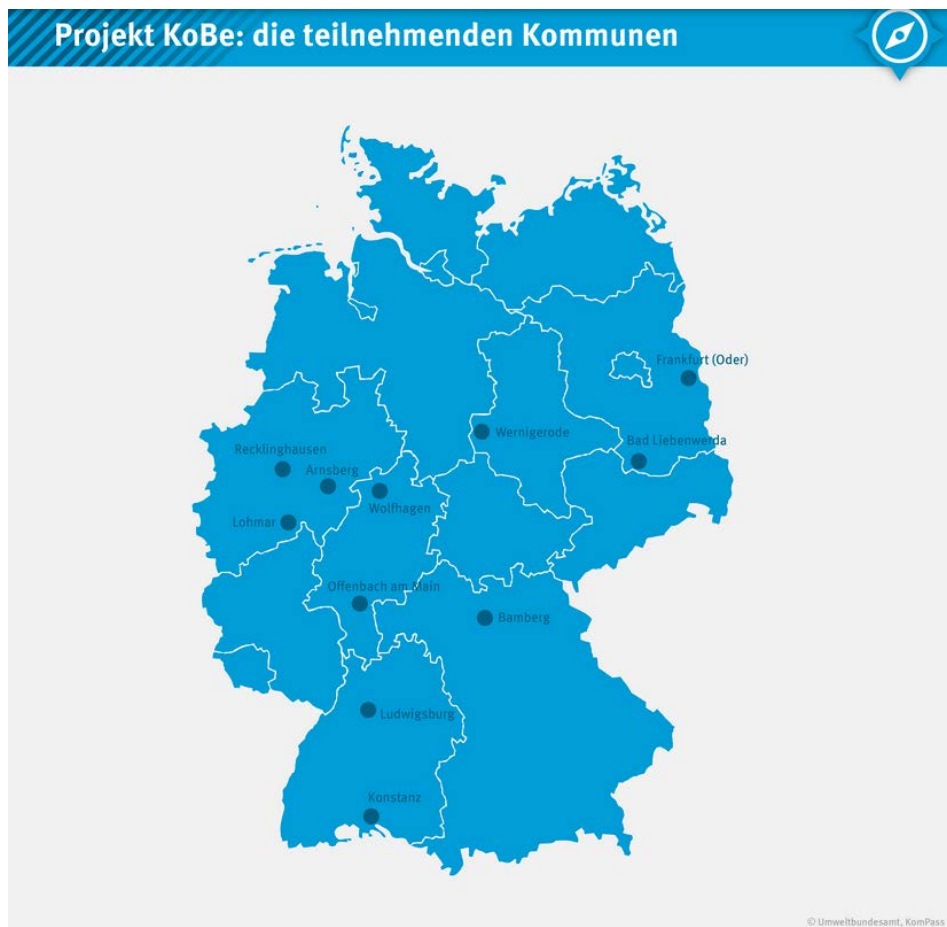 Projekt KoBe: die teilnehmenden Kommunen
Frankfurt (Oder)
Wernigerode
Bad Liebenwerda
Recklinghausen
Arnsberg
Wolfhagen
Lohmar
Offenbach am Main
Bamberg
Ludwigsburg
Konstanz
© Umweltbundesamt, KomPass